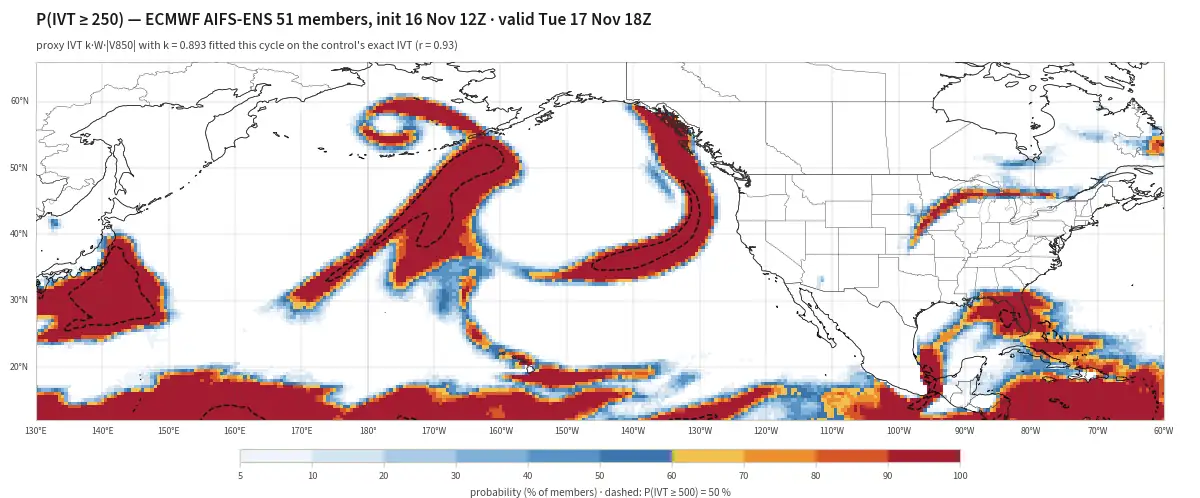 P(IVT ≥ 250) — ECMWF AIFS-ENS 51 members, init 16 Nov 12Z · valid Tue 17 Nov 18Z
proxy IVT k·W·|V850| with k = 0.893 fitted this cycle on the control's exact IVT (r = 0.93)
60°N
50°N
40°N
30°N
20°N
130°E 140°E 150°E 160°E 170°E 180° 170°W 160°W 150°W 140°W 130°W 120°W 110°W 100°W 90°W 80°W 70°W 60°W
5 10 20 30 40 50 60 70 80 90 100
probability (% of members) · dashed: P(IVT ≥ 500) = 50 %